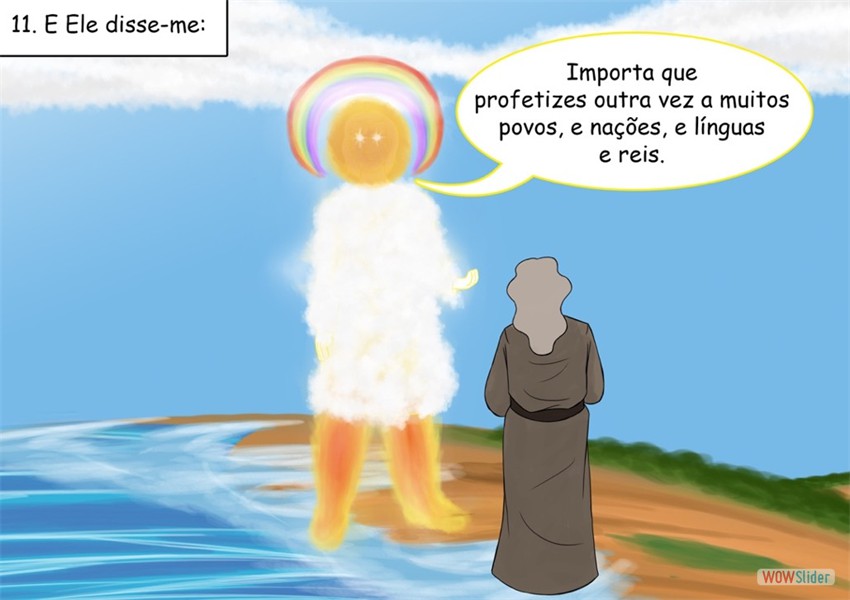 11. E Ele disse-me:
Importa que
profetizes outra vez a muitos
povos, e nações, e línguas
e reis.
WOWSlider